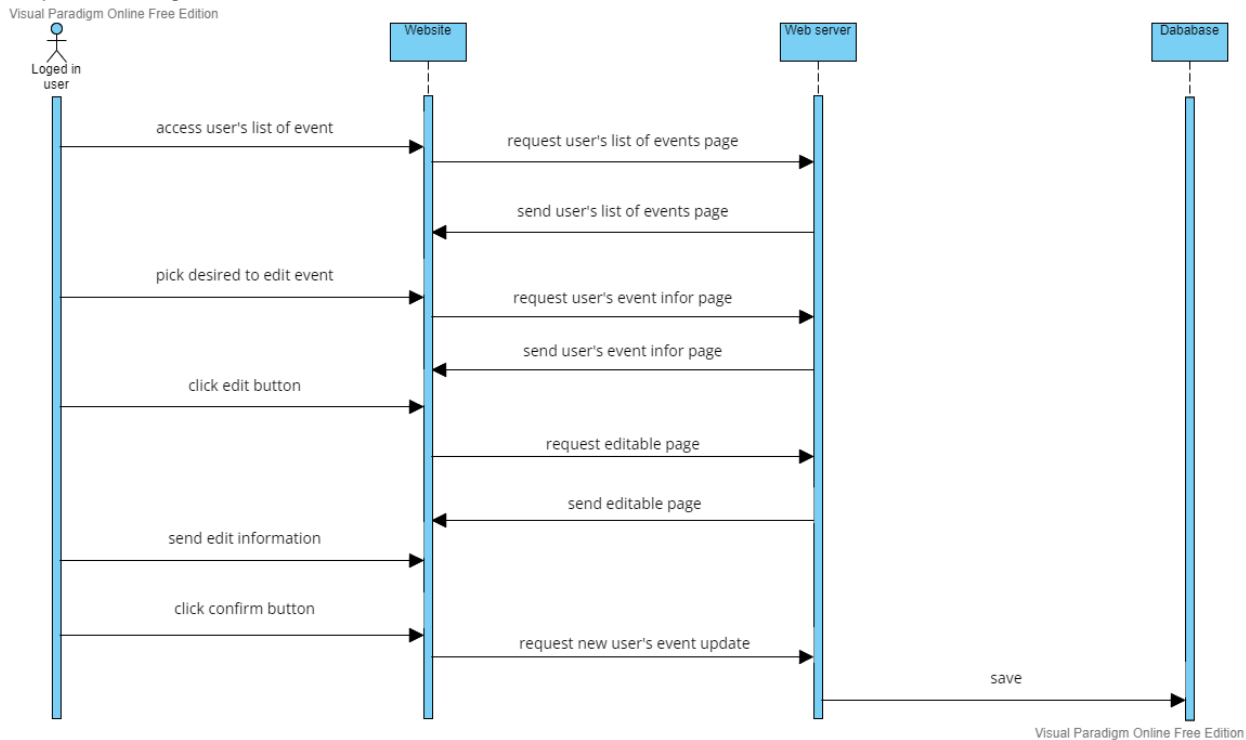 Visual Paradigm Online Free Edition
Loged in
user
Website
Web server
Dababase
access user's list of event
request user's list of events page
send user's list of events page
pick desired to edit event
request user's event infor page
send user's event infor page
click edit button
request editable page
send editable page
send edit information
click confirm button
request new user's event update
save
Visual Paradigm Online Free Edition